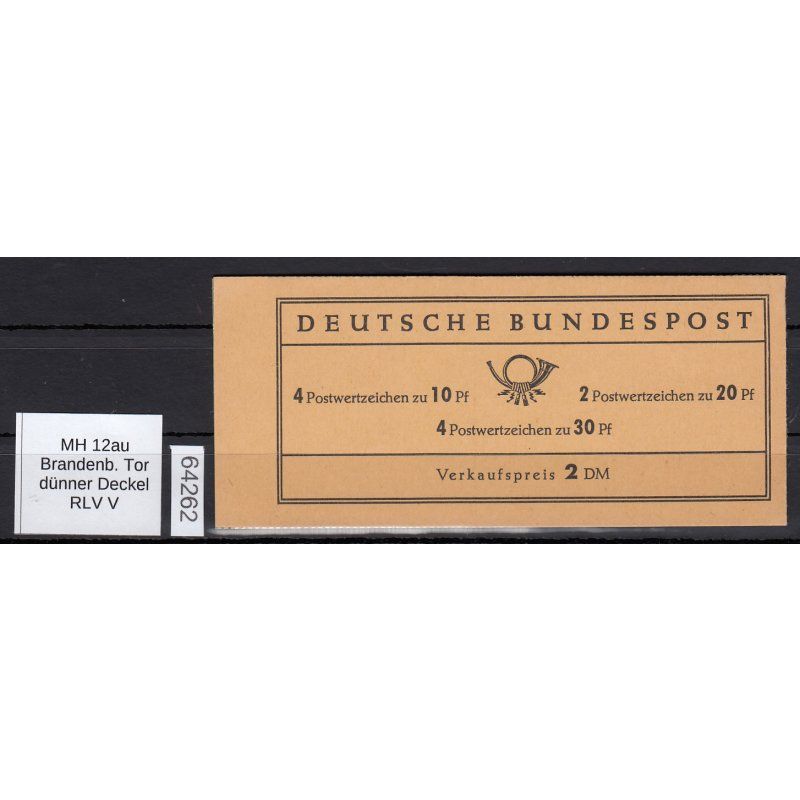 DEUTSCHE BUNDESPOST
4 Postwertzeichen zu 10 Pf
2 Postwertzeichen zu 20 Pf
4 Postwertzeichen zu 30 Pf
Verkaufspreis 2 DM
MH 12au
Brandenb. Tor
dünner Deckel
RLV V
64262